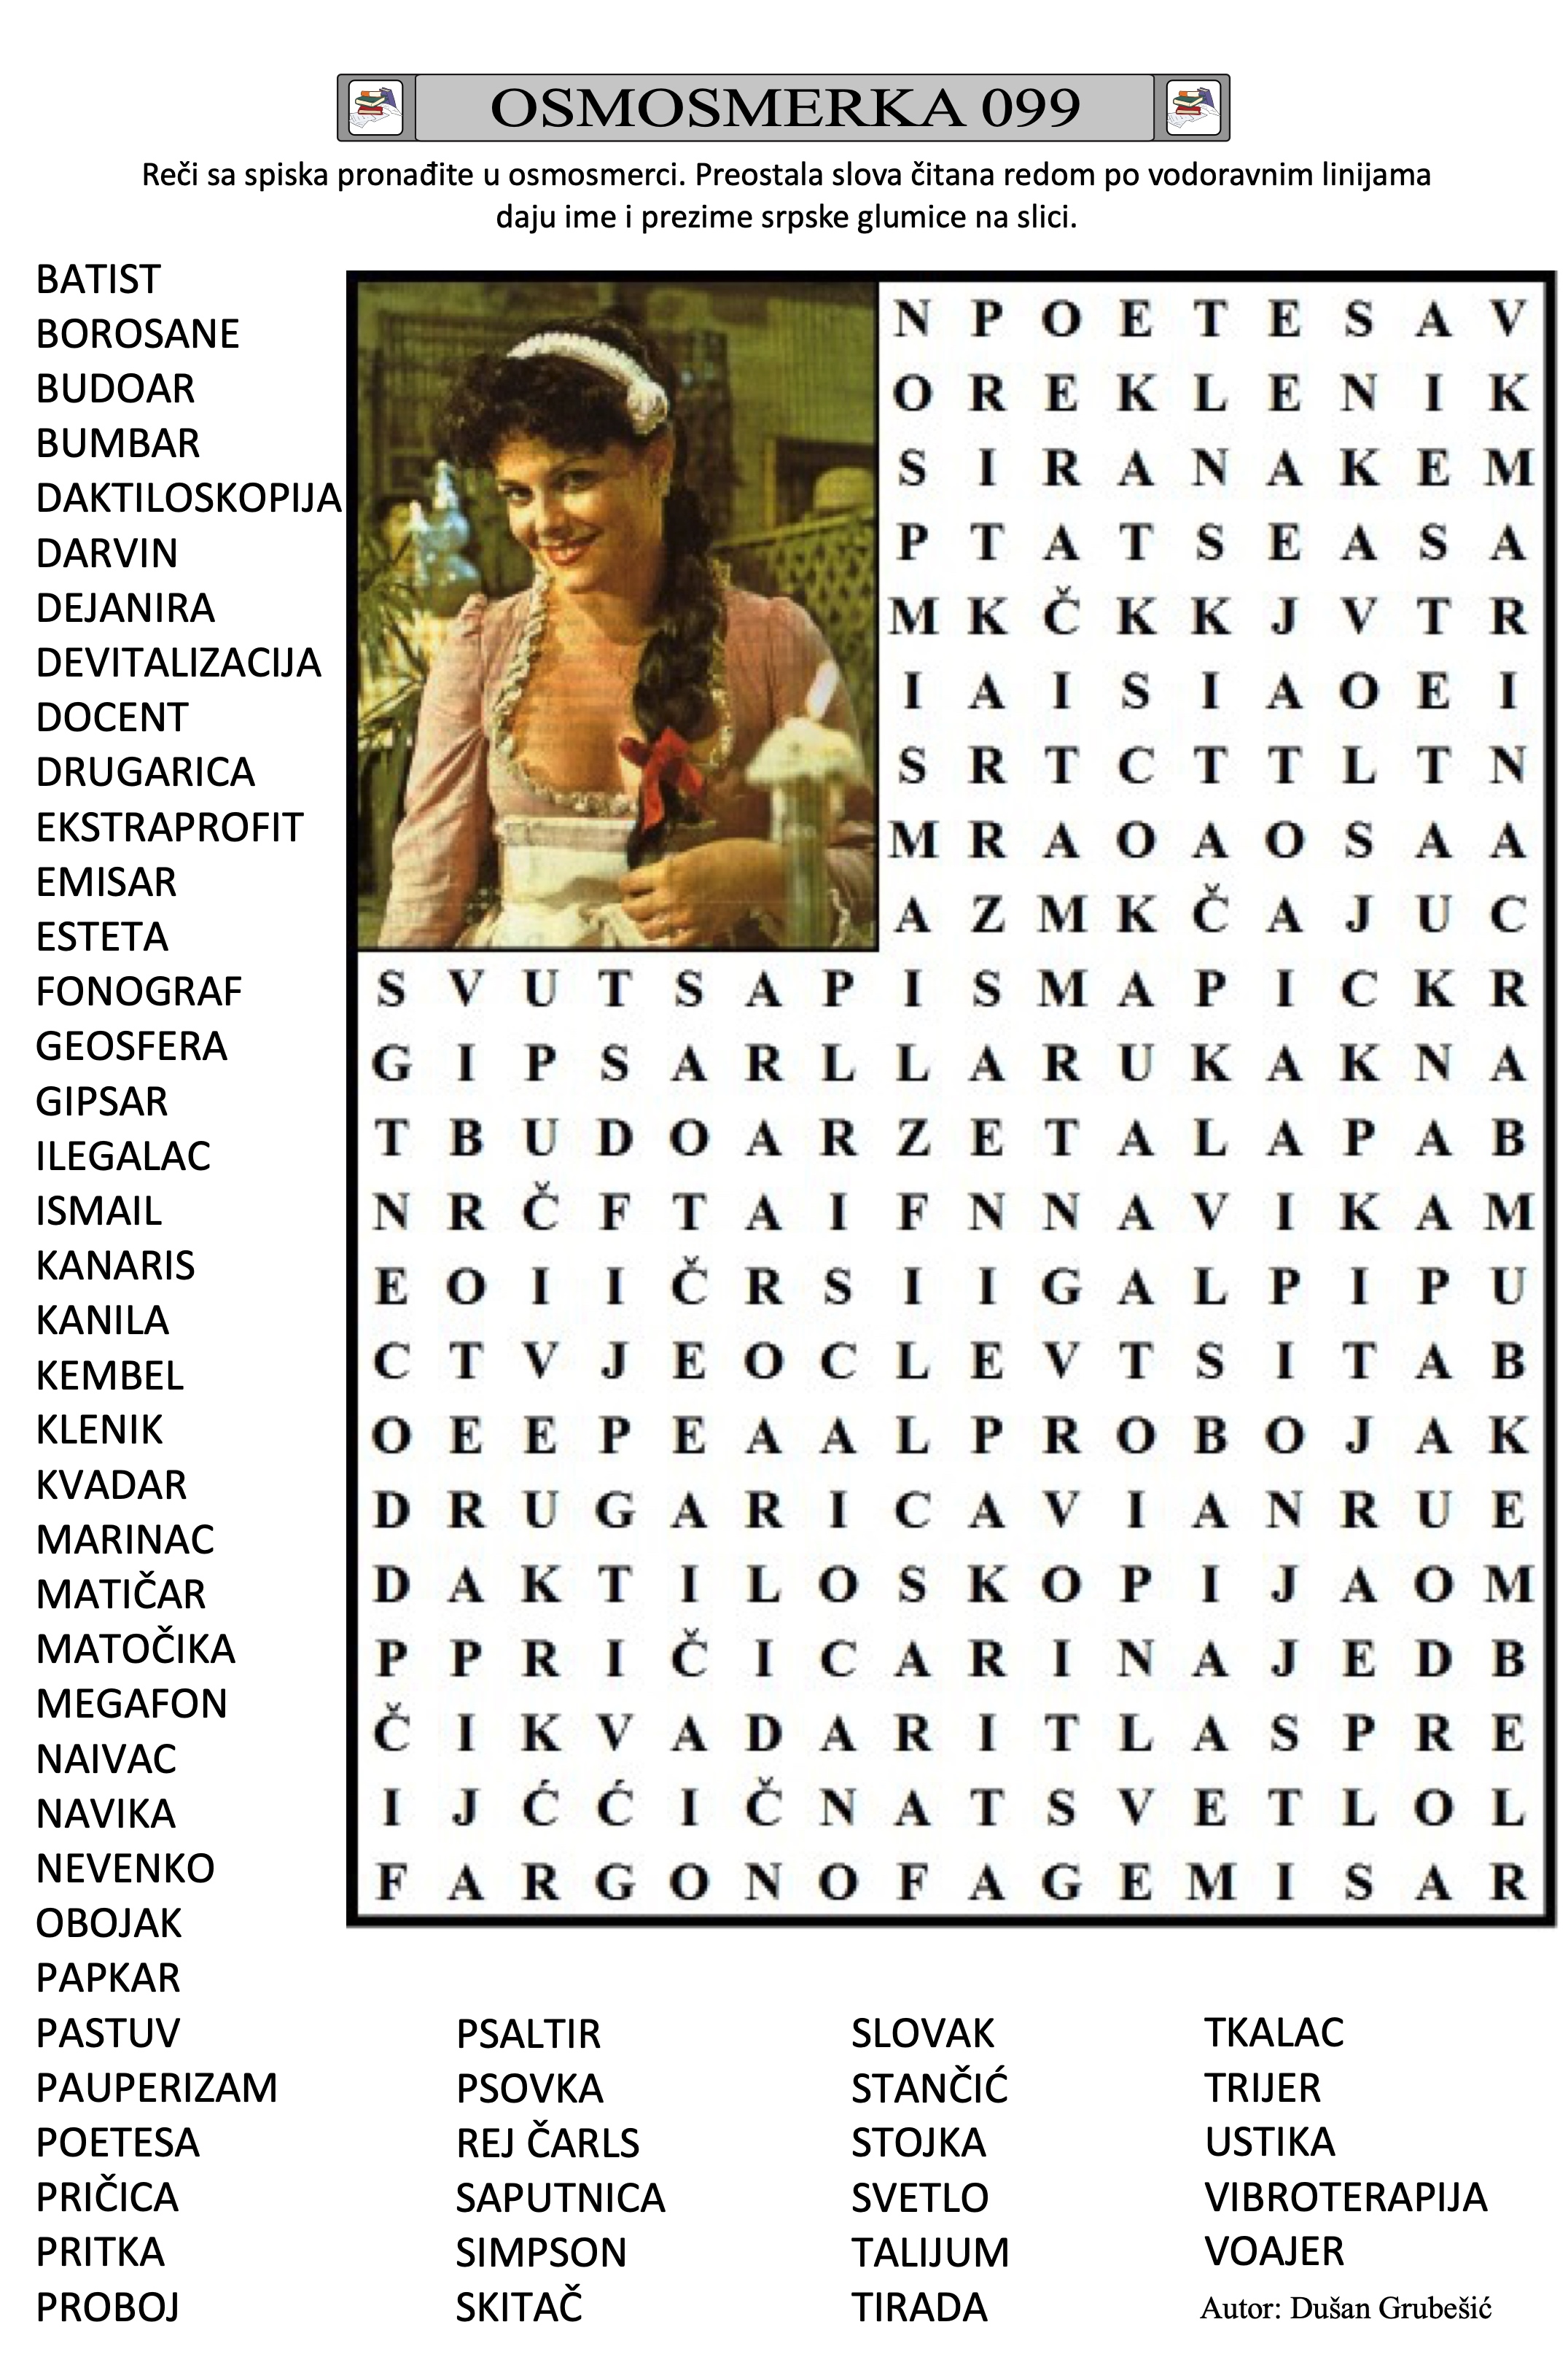 OSMOSMERKA 099
Reči sa spiska pronađite u osmosmerci. Preostala slova čitana redom po vodoravnim linijama
daju ime i prezime srpske glumice na slici.
BATIST
BOROSANE
BUDOAR
BUMBAR
DAKTILOSKOPIJA
DARVIN
DEJANIRA
DEVITALIZACIJA
DOCENT
DRUGARICA
EKSTRAPROFIT
EMISAR
ESTETA
FONOGRAF
GEOSFERA
GIPSAR
ILEGALAC
ISMAIL
KANARIS
KANILA
KEMBEL
KLENIK
KVADAR
MARINAC
MATIČAR
MATOČIKA
MEGAFON
NAIVAC
NAVIKA
NEVENKO
OBOJAK
PAPKAR
PASTUV
PAUPERIZAM
POETESA
PRIČICA
PRITKA
PROBOJ
N P O E T E S A V
O R E K L E N I K
S I R A N A K E M
P T A T S E A S A
M K Č K K J V T R
I A I S I A O E I
S R T C T T L T N
M R A O A O S A A
A Z M K Č A J U C
S V U T S A P I S M A P I C K R
G I P S A R L L A R U K A K N A
T B U D O A R Z E T A L A P A B
N R Č F T A I F N N A V I K A M
E O I I Č R S I I G A L P I P U
C T V J E O C L E V T S I T A B
O E E P E A A L P R O B O J A K
D R U G A R I C A V I A N R U E
D A K T I L O S K O P I J A O M
P P R I Č I C A R I N A J E D B
Č I K V A D A R I T L A S P R E
I J Ć Ć I Č N A T S V E T L O L
F A R G O N O F A G E M I S A R
PSALTIR
PSOVKA
REJ ČARLS
SAPUTNICA
SIMPSON
SKITAČ
SLOVAK
STANČIĆ
STOJKA
SVETLO
TALIJUM
TIRADA
TKALAC
TRIJER
USTIKA
VIBROTERAPIJA
VOAJER
Autor: Dušan Grubešić